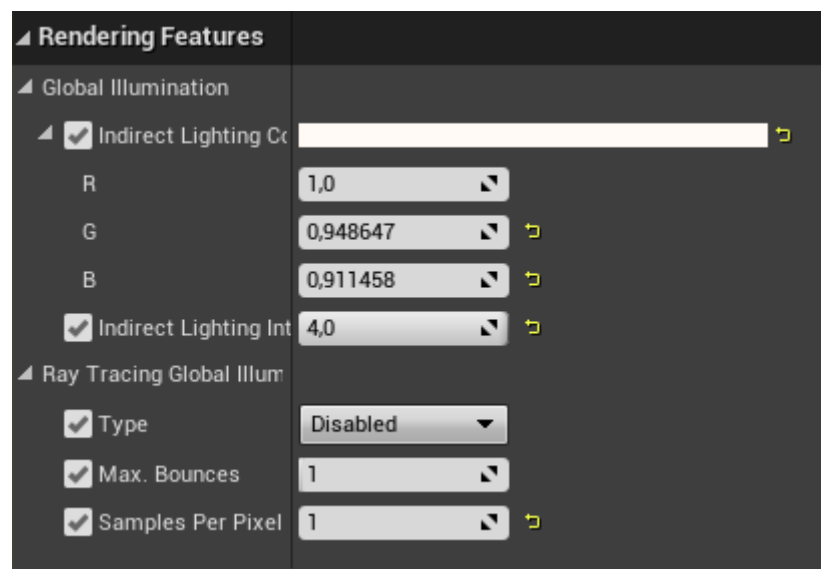 Rendering Features
Global Illumination
Indirect Lighting Co
R 1,0
G 0,948647
B 0,911458
Indirect Lighting Int 4,0
Ray Tracing Global Illum
Type Disabled
Max. Bounces 1
Samples Per Pixel 1